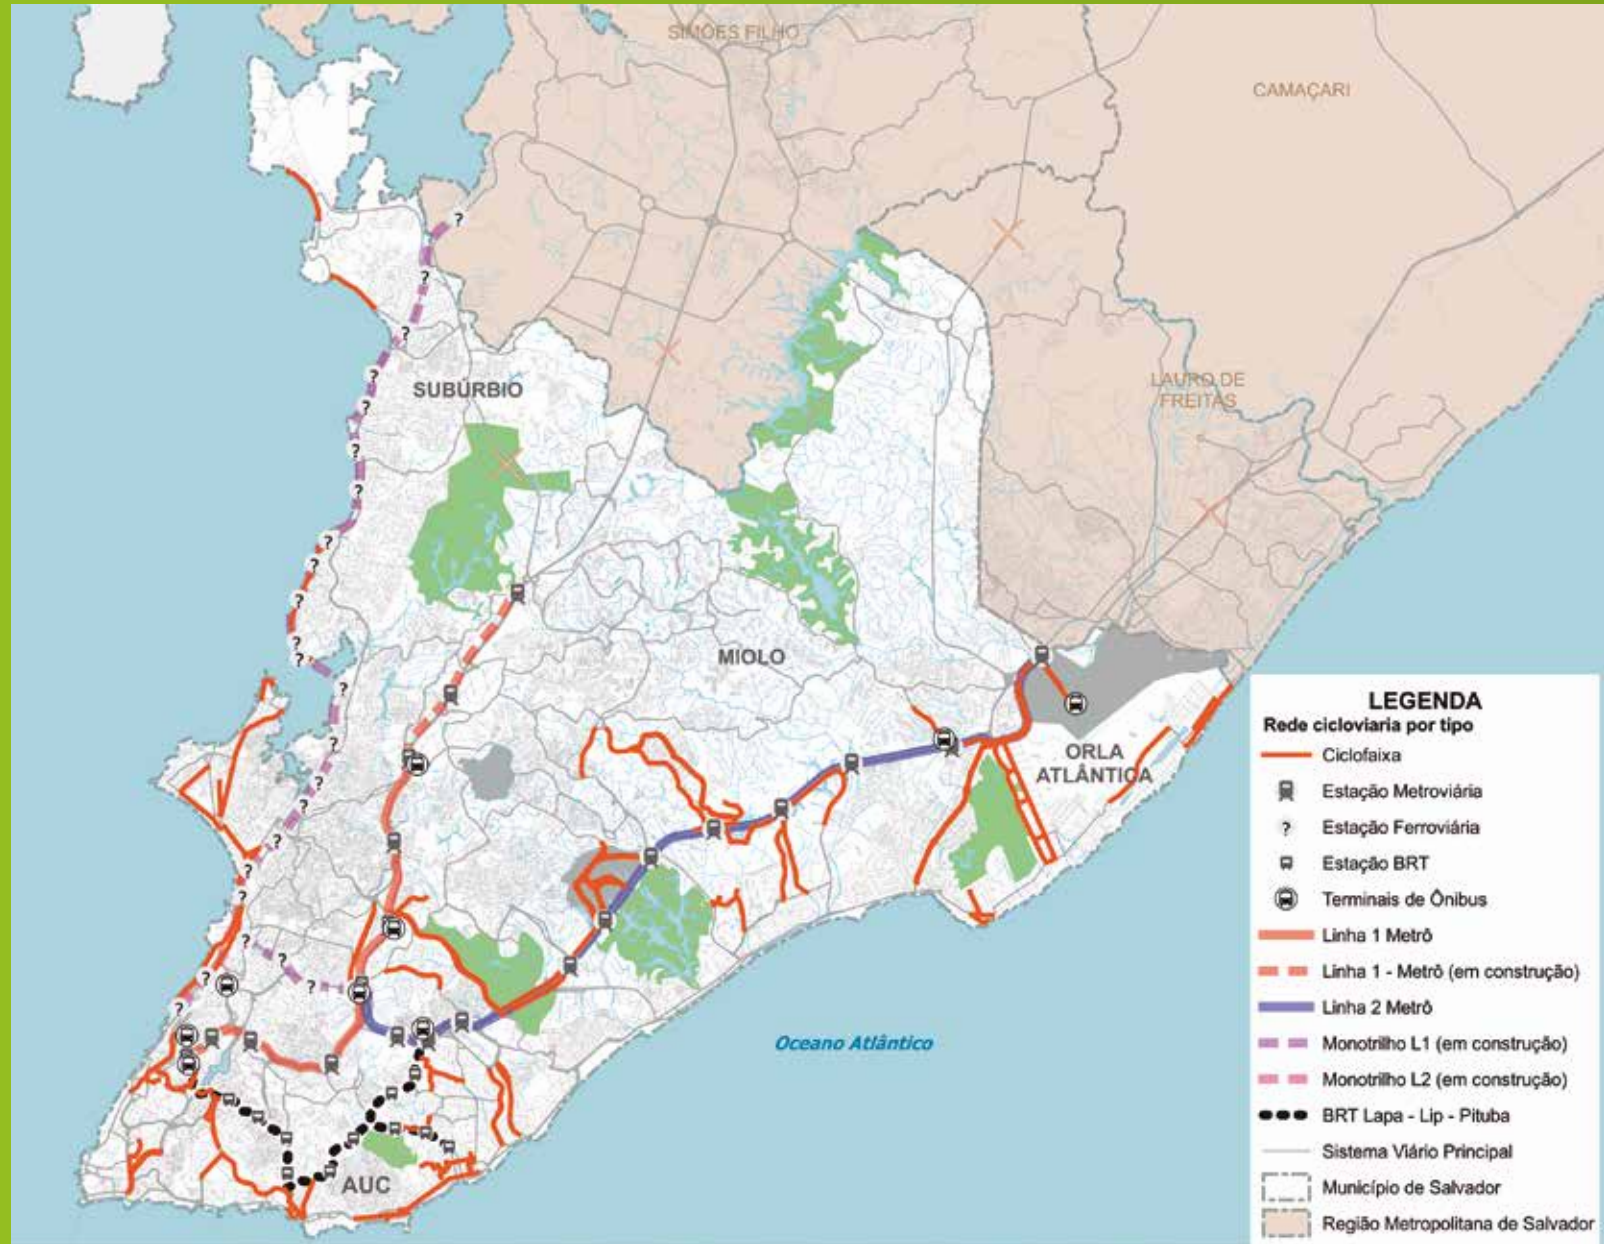 SIMÕES FILHO
CAMAÇARI
LAURO DE
FREITAS
SUBÚRBIO
MIOLO
ORLA
ATLÂNTICA
Oceano Atlântico
AUC
LEGENDA
Rede cicloviaria por tipo
Ciclofaixa
Estação Metroviária
? Estação Ferroviária
Estação BRT
Terminais de Ônibus
Linha 1 Metrô
Linha 1 - Metrô (em construção)
Linha 2 Metrô
Monotrilho L1 (em construção)
Monotrilho L2 (em construção)
BRT Lapa - Lip - Pituba
Sistema Viário Principal
Município de Salvador
Região Metropolitana de Salvador